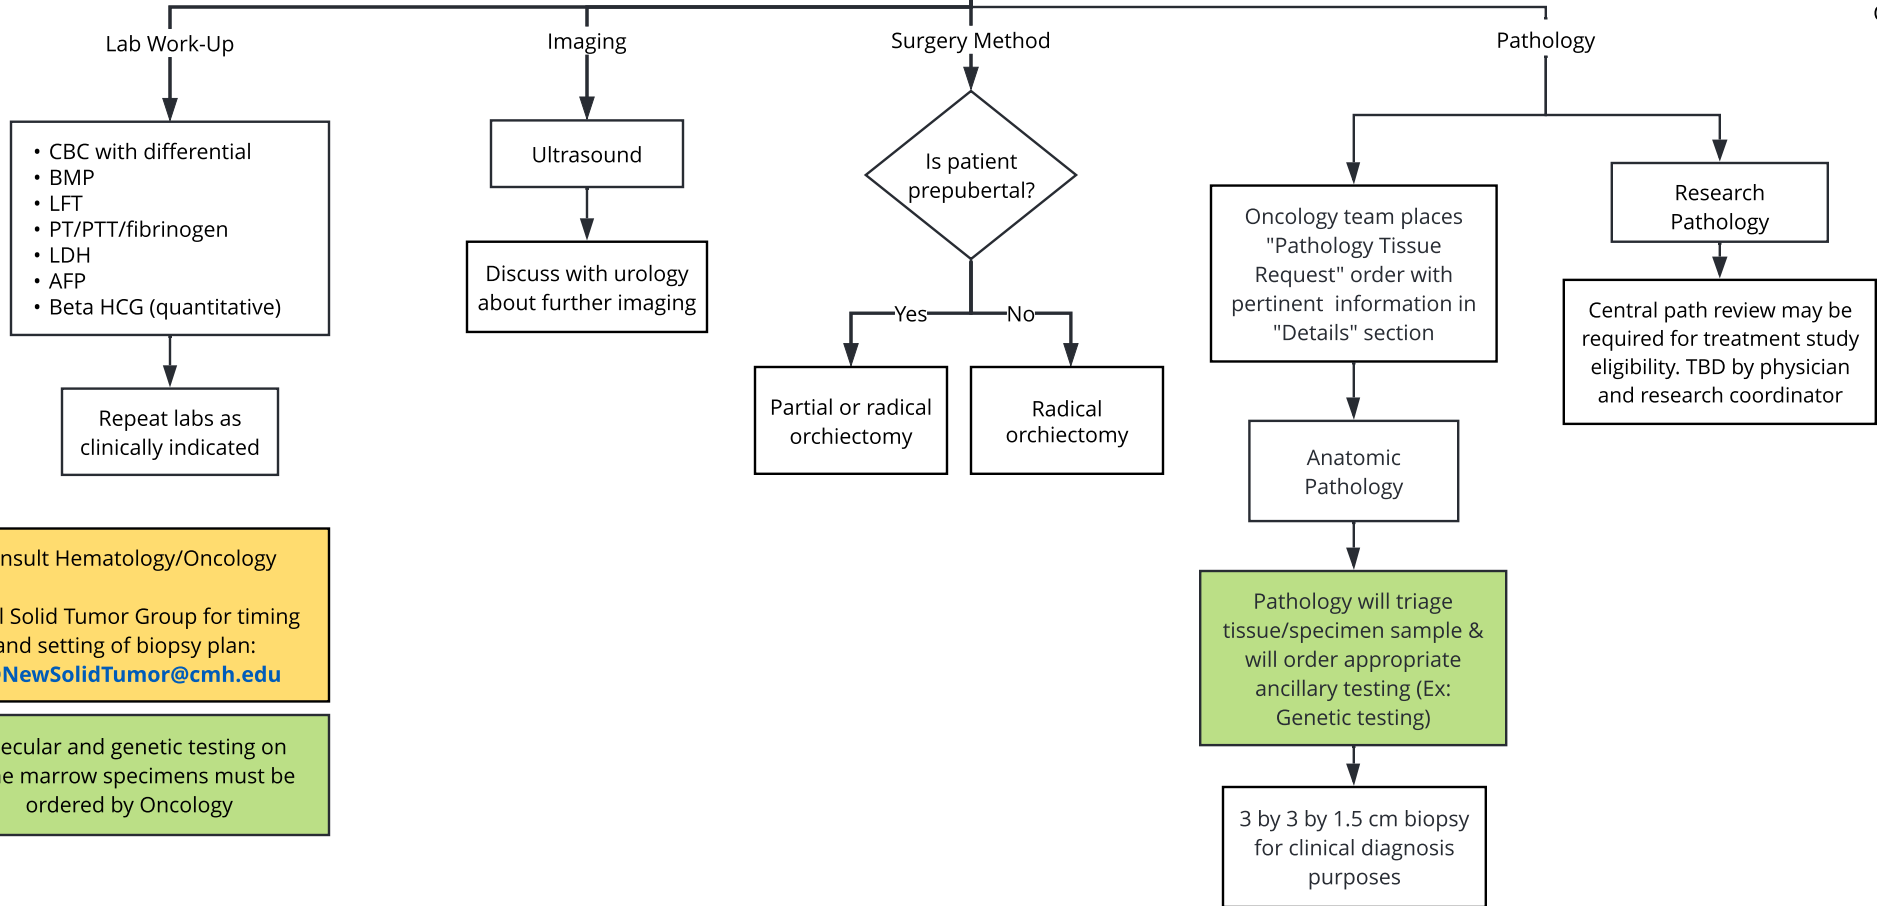 Lab Work-Up
Imaging
Surgery Method
Pathology
• CBC with differential
• BMP
• LFT
• PT/PTT/fibrinogen
• LDH
• AFP
• Beta HCG (quantitative)
Repeat labs as
clinically indicated
Ultrasound
Discuss with urology
about further imaging
Is patient
prepubertal?
Yes
No
Partial or radical
orchiectomy
Radical
orchiectomy
Oncology team places
"Pathology Tissue
Request" order with
pertinent  information in
"Details" section
Anatomic
Pathology
Pathology will triage
tissue/specimen sample &
will order appropriate
ancillary testing (Ex:
Genetic testing)
3 by 3 by 1.5 cm biopsy
for clinical diagnosis
purposes
Research
Pathology
Central path review may be
required for treatment study
eligibility. TBD by physician
and research coordinator
Hematology/Oncology
Solid Tumor Group for timing
and setting of biopsy plan:
NewSolidTumor@cmh.edu
and genetic testing on
marrow specimens must be
ordered by Oncology